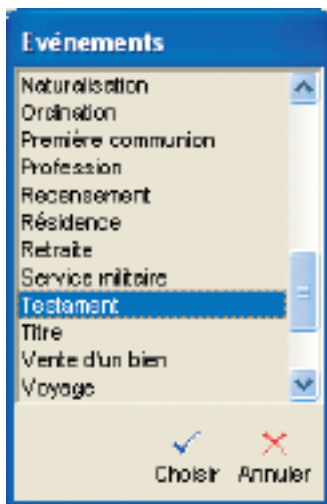 Evénements
Naturalisation
Ordination
Première communion
Profession
Recensement
Résidence
Retraite
Service militaire
Testament
Titre
Vente d'un bien
Voyage
Choisir Annuler